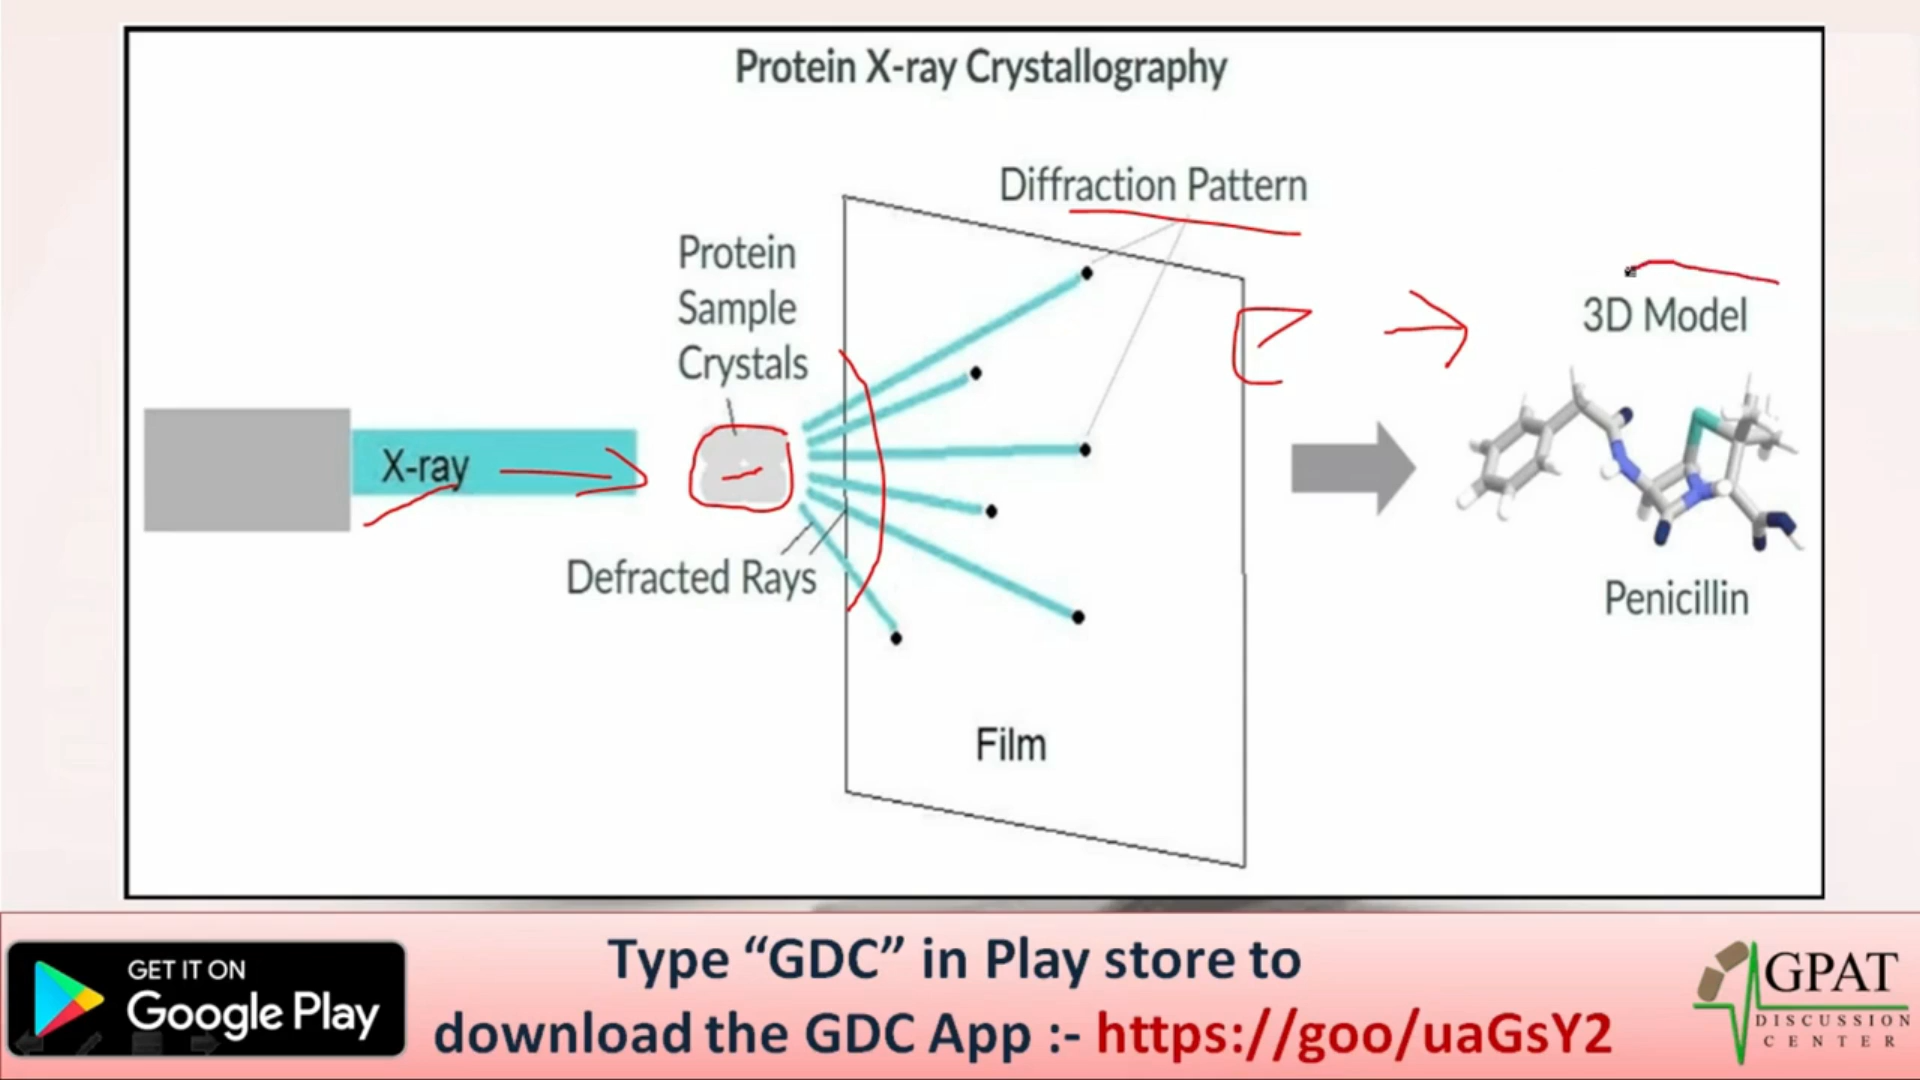 Protein X-ray Crystallography
Diffraction Pattern
Protein
Sample
Crystals
3D Model
X-ray
Defracted Rays
Penicillin
Film
GET IT ON
Google Play
Type “GDC” in Play store to
download the GDC App :- https://goo/uaGsY2
GPAT
DISCUSSION
CENTER